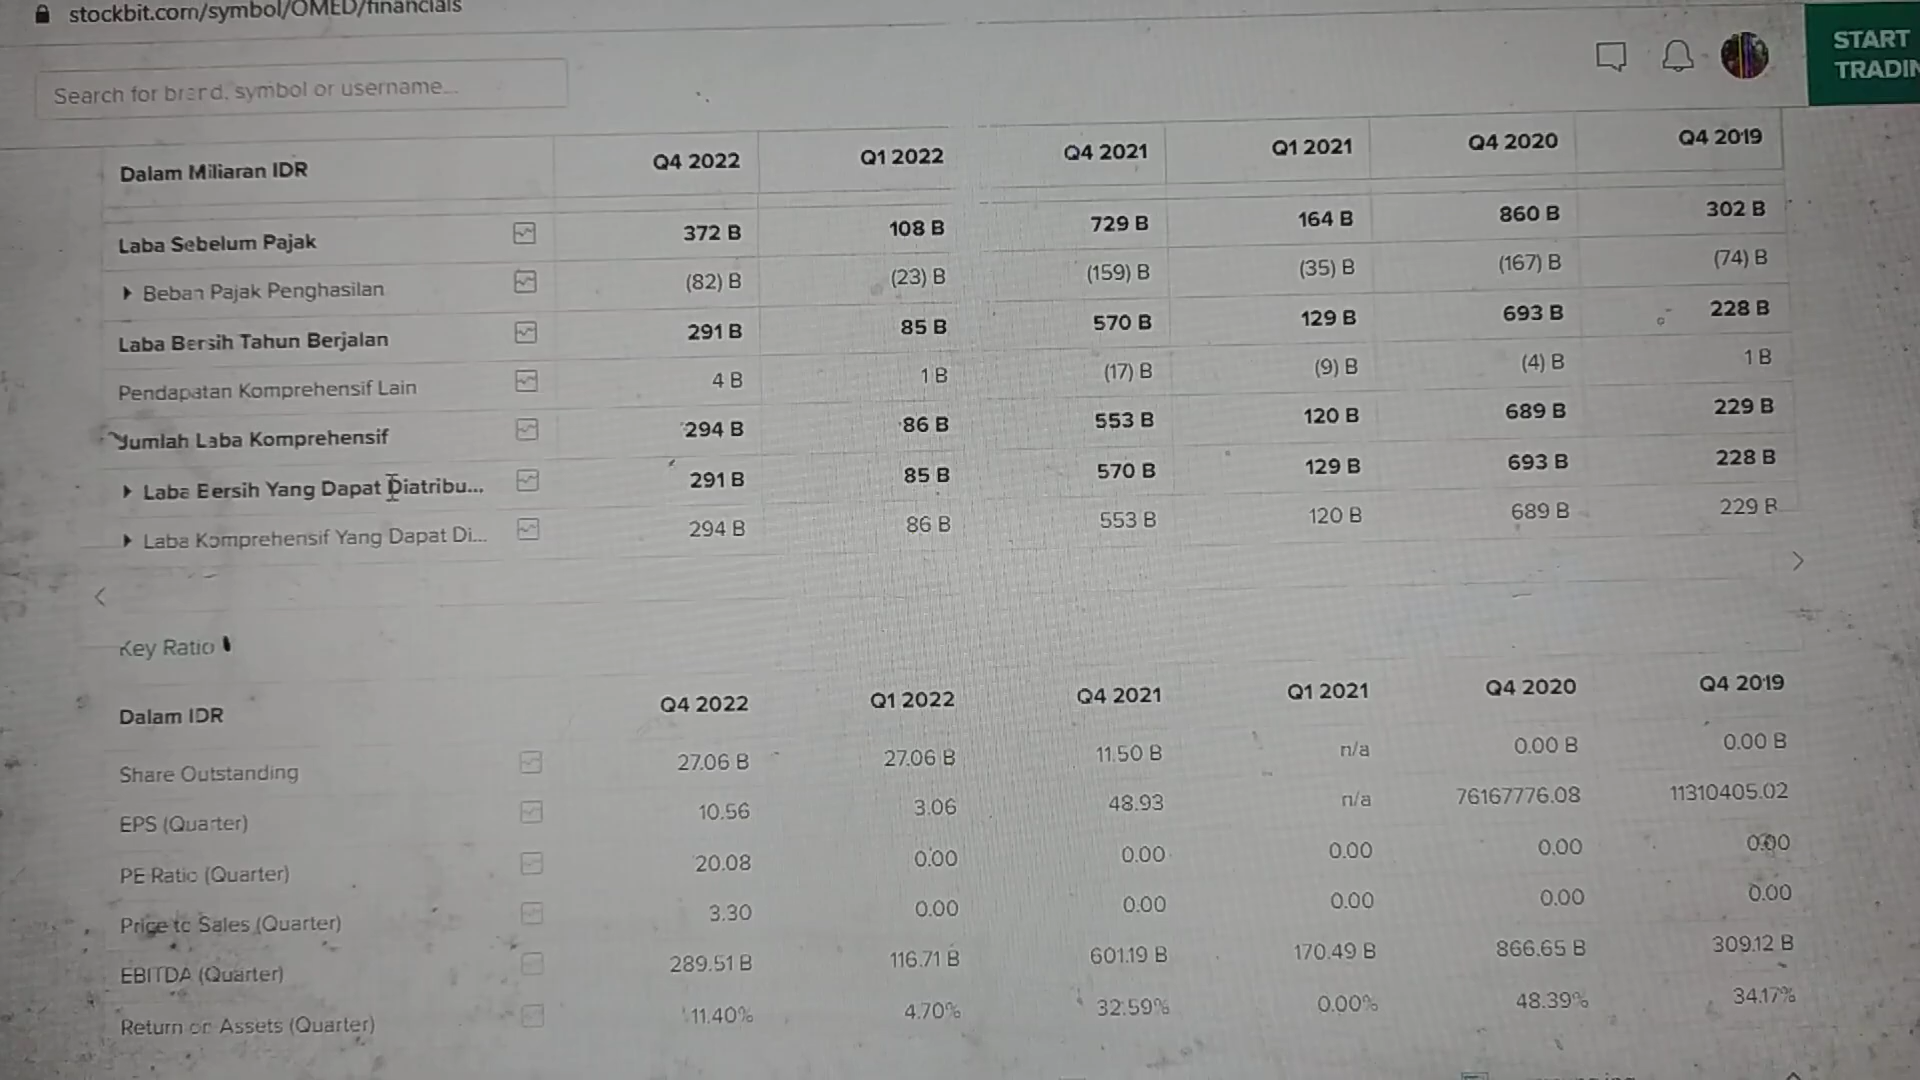 stockbit.com/symbol/OMED/financials
START
TRADIN
Search for brand, symbol or username...
Dalam Miliaran IDR Q4 2022 Q1 2022 Q4 2021 Q1 2021 Q4 2020 Q4 2019
Laba Sebelum Pajak 372 B 108 B 729 B 164 B 860 B 302 B
Beban Pajak Penghasilan (82) B (23) B (159) B (35) B (167) B (74) B
Laba Bersih Tahun Berjalan 291 B 85 B 570 B 129 B 693 B 228 B
Pendapatan Komprehensif Lain 4 B 1 B (17) B (9) B (4) B 1 B
Jumlah Laba Komprehensif 294 B 86 B 553 B 120 B 689 B 229 B
Laba Bersih Yang Dapat Diatribu... 291 B 85 B 570 B 129 B 693 B 228 B
Laba Komprehensif Yang Dapat Di... 294 B 86 B 553 B 120 B 689 B 229 B
Key Ratio
Dalam IDR Q4 2022 Q1 2022 Q4 2021 Q1 2021 Q4 2020 Q4 2019
Share Outstanding 27.06 B 27.06 B 11.50 B n/a 0.00 B 0.00 B
EPS (Quarter) 10.56 3.06 48.93 n/a 76167776.08 11310405.02
PE Ratio (Quarter) 20.08 0.00 0.00 0.00 0.00 0.00
Price to Sales (Quarter) 3.30 0.00 0.00 0.00 0.00 0.00
EBITDA (Quarter) 289.51 B 116.71 B 601.19 B 170.49 B 866.65 B 309.12 B
Return on Assets (Quarter) 11.40% 4.70% 32.59% 0.00% 48.39% 34.17%